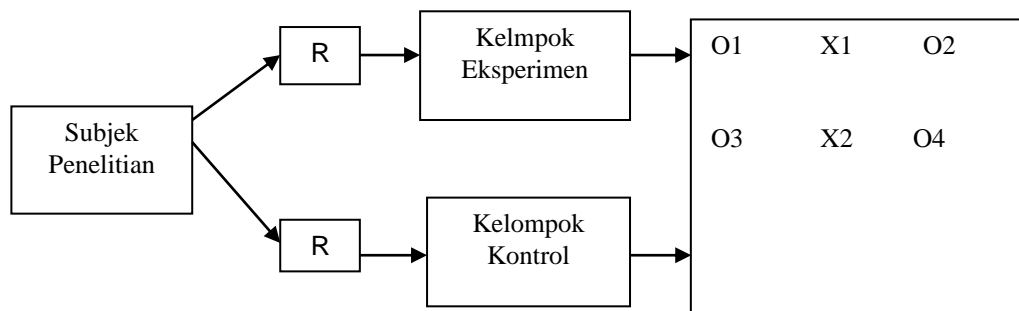 R
Kelmpok
Eksperimen
O1 X1 O2
Subjek
Penelitian
O3 X2 O4
R
Kelompok
Kontrol